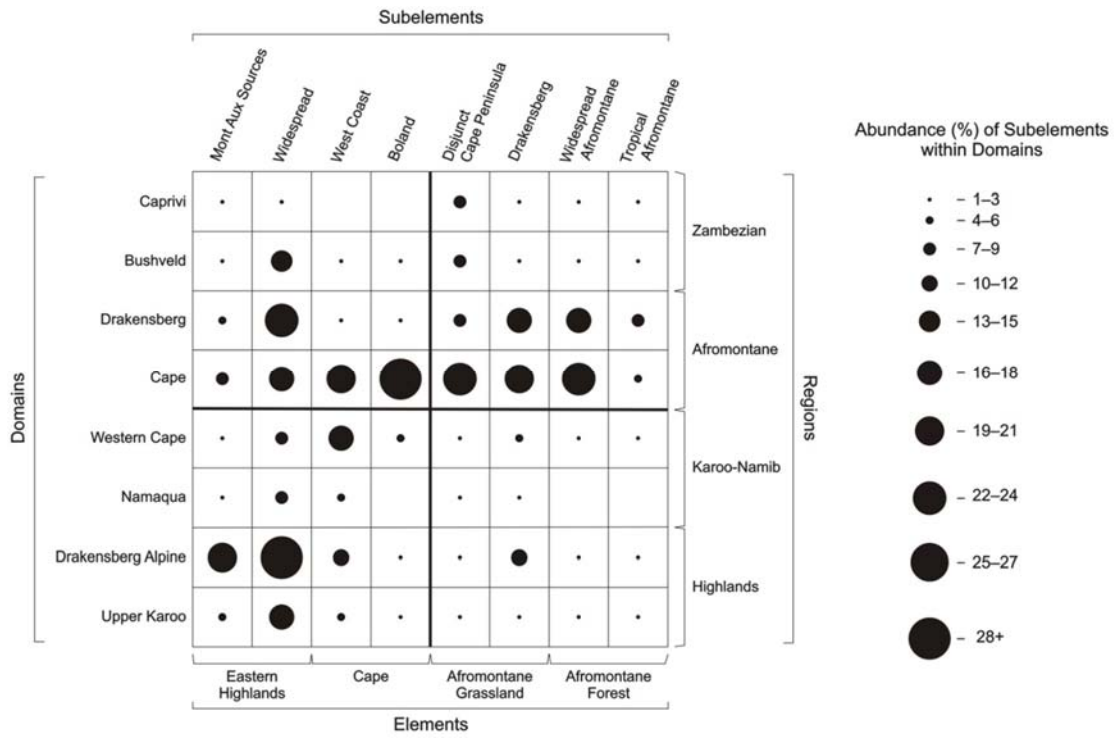 Subelements
Mont Aux Sources
Widespread
West Coast
Boland
Disjunct
Cape Peninsula
Drakensberg
Widespread
Afromontane
Tropical
Afromontane
Abundance (%) of Subelements
within Domains
1–3
4–6
7–9
10–12
13–15
16–18
19–21
22–24
25–27
28+
Domains
Caprivi
Bushveld
Drakensberg
Cape
Western Cape
Namaqua
Drakensberg Alpine
Upper Karoo
Zambezian
Afromontane
Karoo-Namib
Highlands
Regions
Eastern
Highlands
Cape
Afromontane
Grassland
Afromontane
Forest
Elements